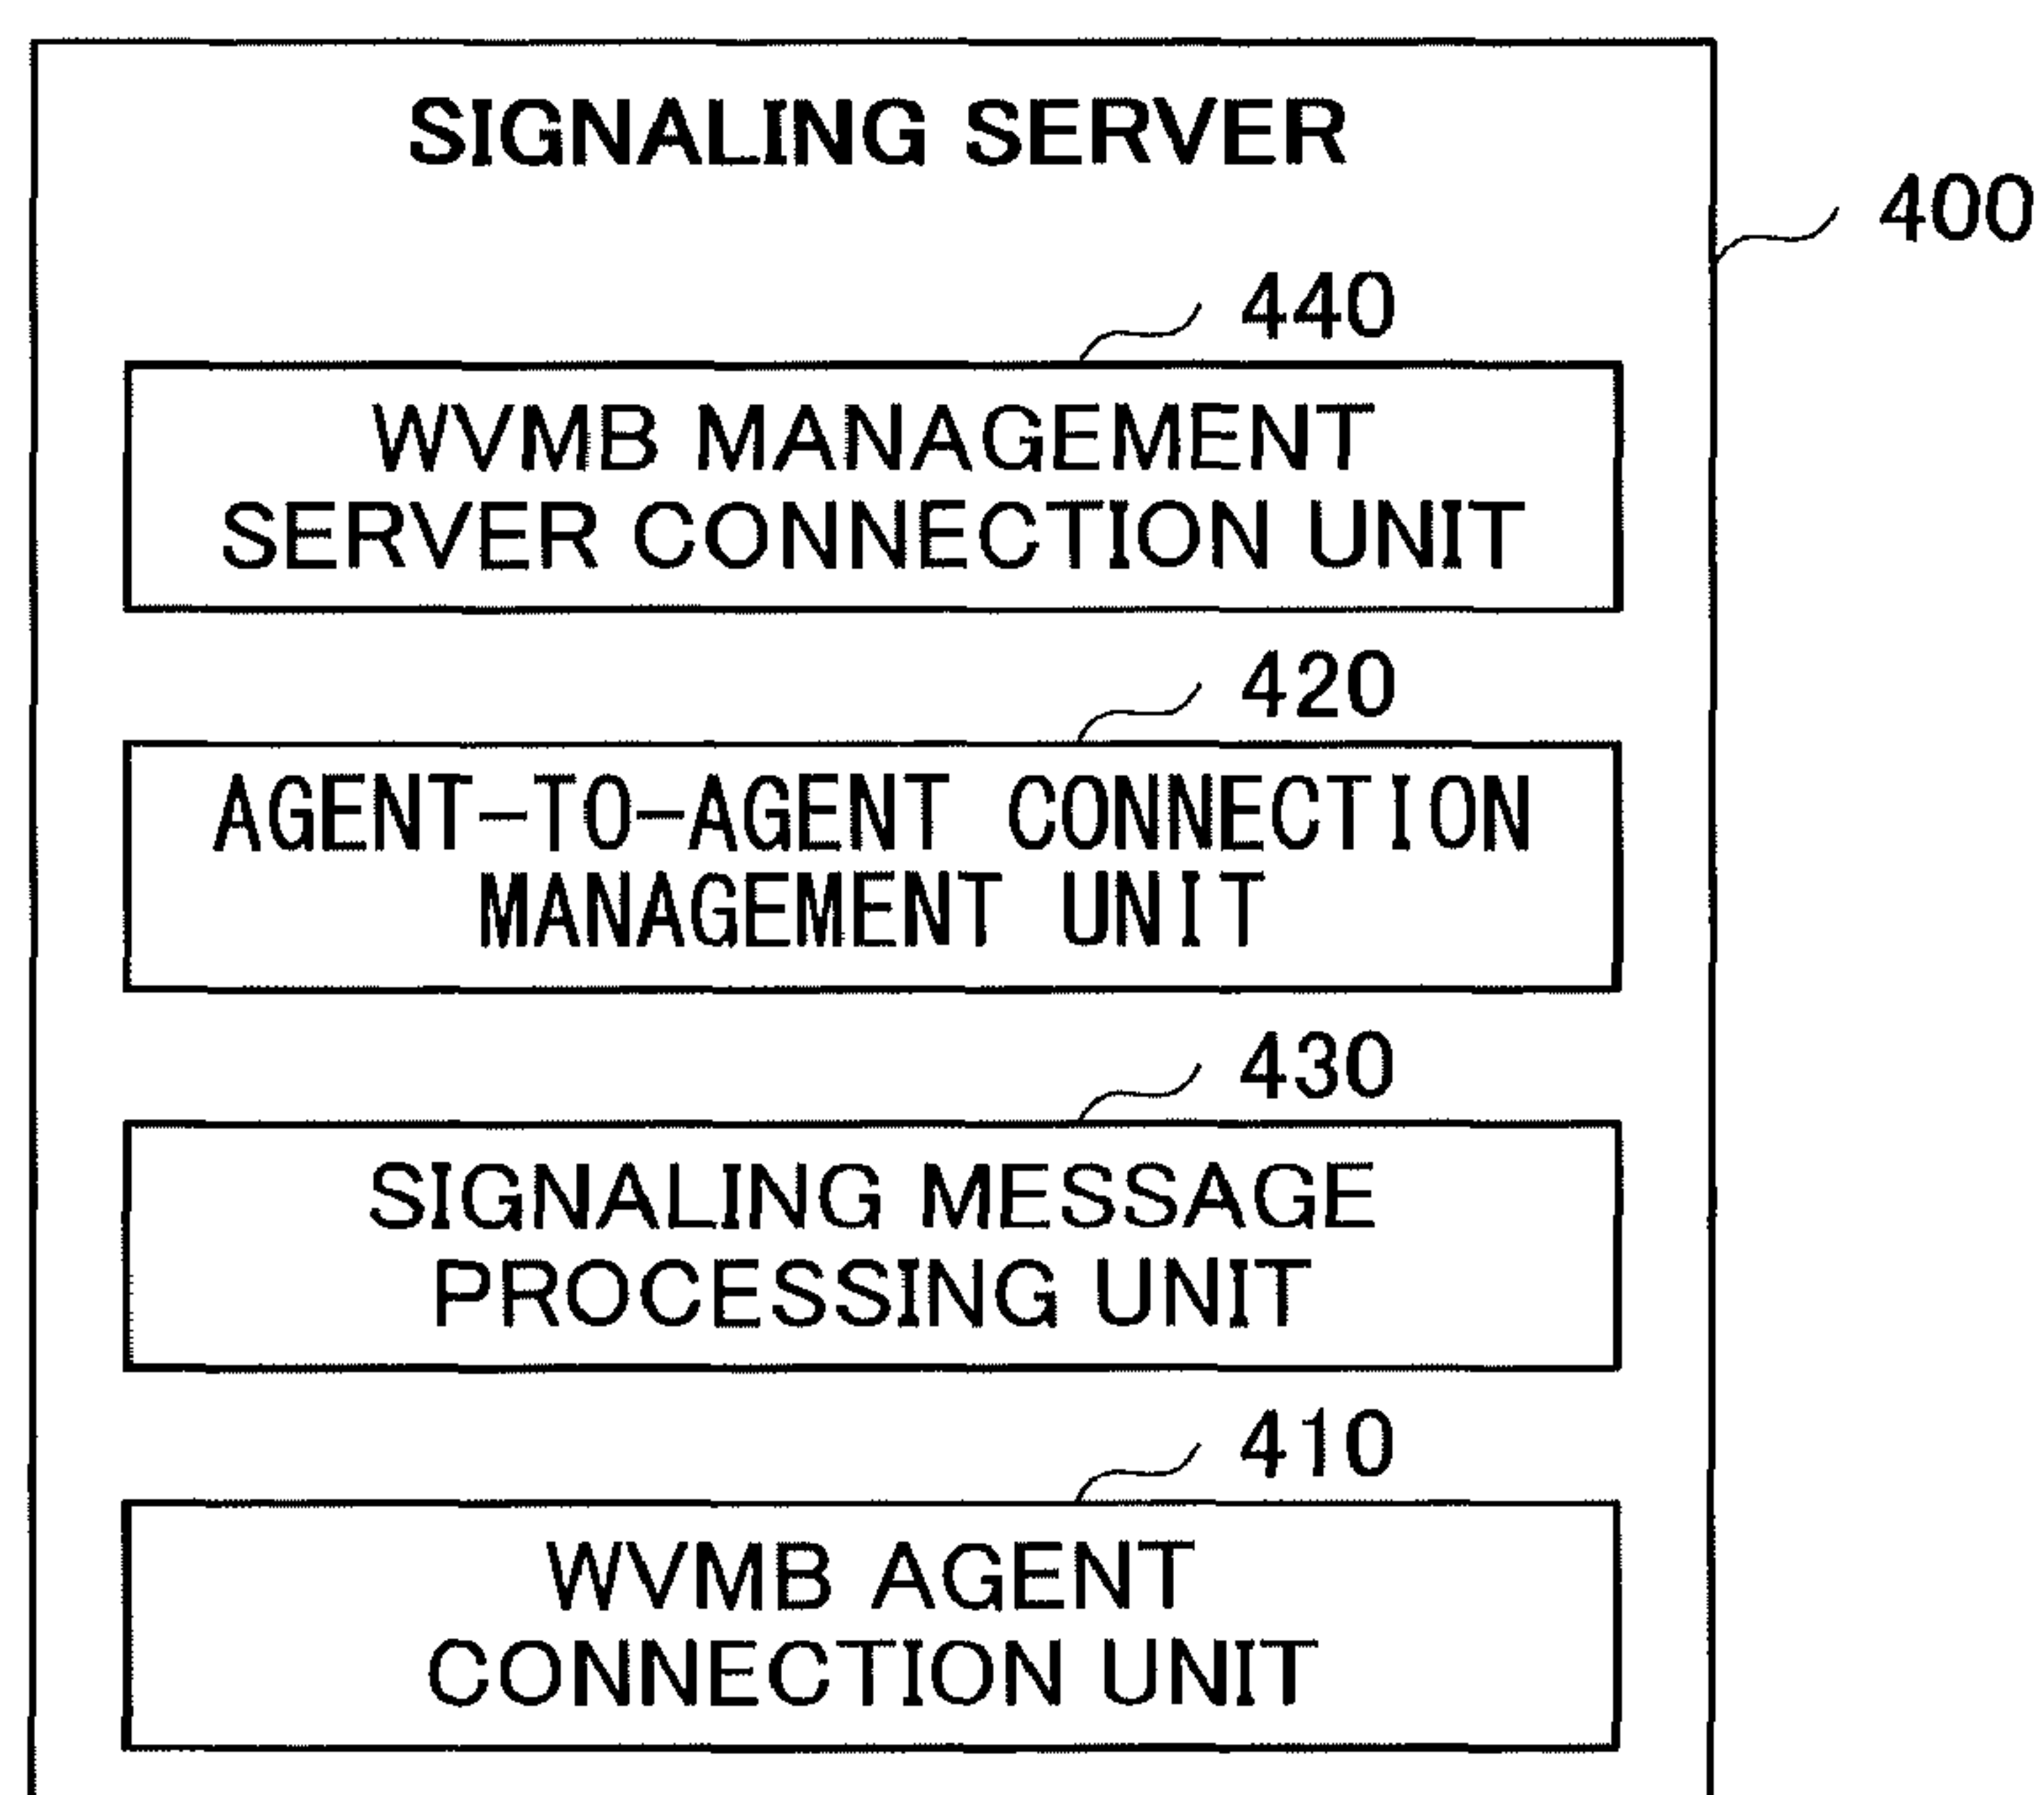 SIGNALING SERVER
400
440
WVMB MANAGEMENT
SERVER CONNECTION UNIT
420
AGENT-TO-AGENT CONNECTION
MANAGEMENT UNIT
430
SIGNALING MESSAGE
PROCESSING UNIT
410
WVMB AGENT
CONNECTION UNIT